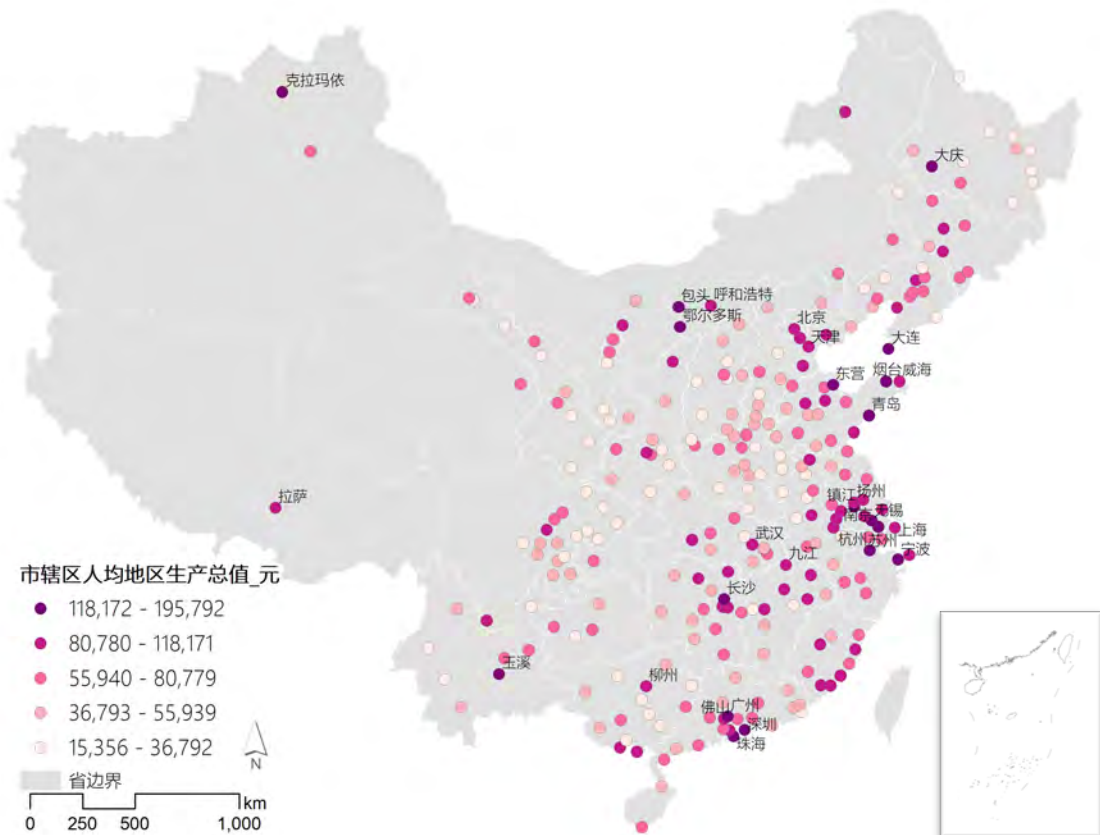 克拉玛依
大庆
包头
呼和浩特
鄂尔多斯
北京
天津
大连
东营
烟台
威海
青岛
拉萨
镇江
扬州
南京
无锡
上海
杭州
苏州
宁波
武汉
九江
长沙
玉溪
柳州
佛山
广州
深圳
珠海
市辖区人均地区生产总值_元
118,172 - 195,792
80,780 - 118,171
55,940 - 80,779
36,793 - 55,939
15,356 - 36,792
省边界
N
km
0 250 500 1,000